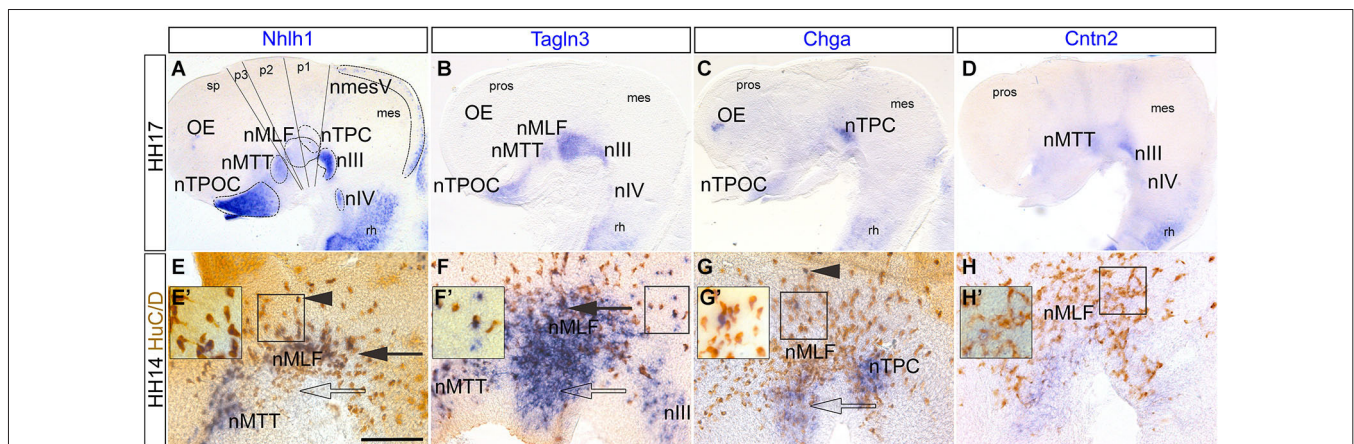 Nhlh1
Tagln3
Chga
Cntn2
HH17
A
sp
p3
p2
p1
nmesV
mes
OE
nMLF
nTPC
nMTT
nIII
nTPOC
nIV
rh
B
pros
mes
OE
nMLF
nMTT
nIII
nTPOC
nIV
rh
C
pros
mes
OE
nTPC
nTPOC
rh
D
pros
mes
nMTT
nIII
nIV
rh
HH14 HuC/D
E
E'
nMLF
nMTT
F
F'
nMLF
nMTT
nIII
G
G'
nMLF
nTPC
H
H'
nMLF